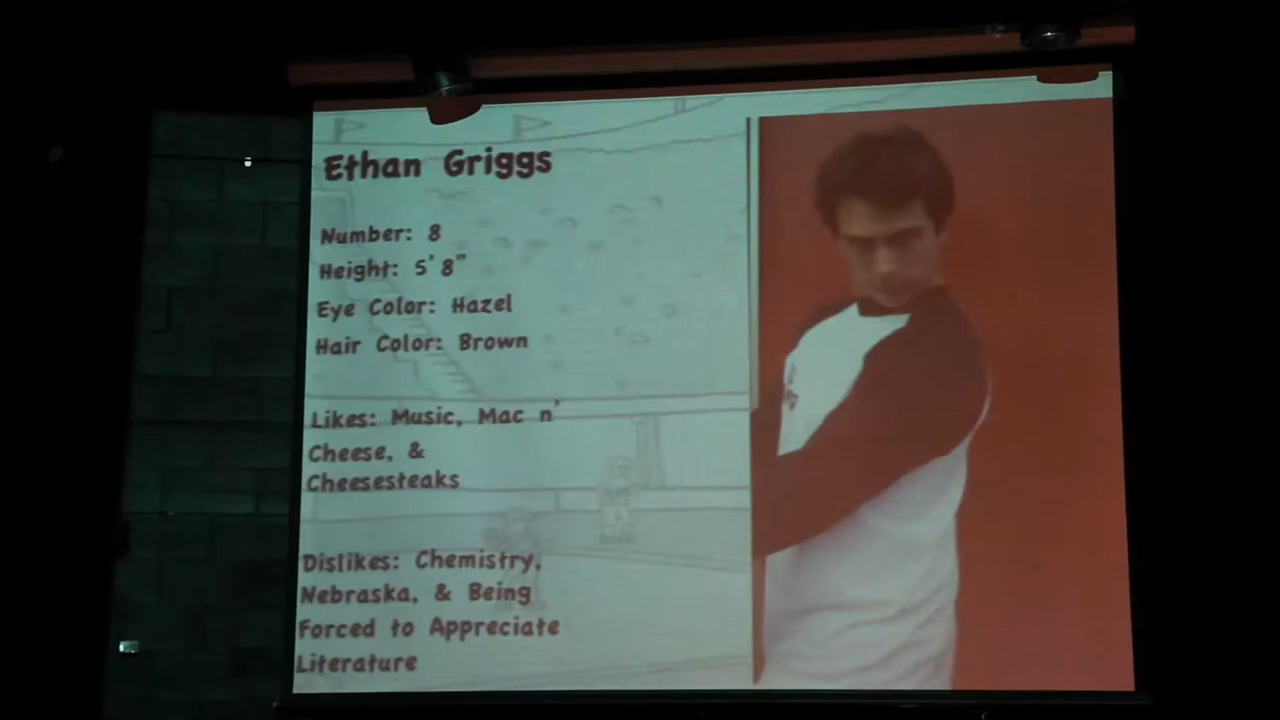 Ethan Griggs
Number: 8
Height: 5'8"
Eye Color: Hazel
Hair Color: Brown
Likes: Music, Mac n'
Cheese, &
Cheesesteaks
Dislikes: Chemistry,
Nebraska, & Being
Forced to Appreciate
Literature